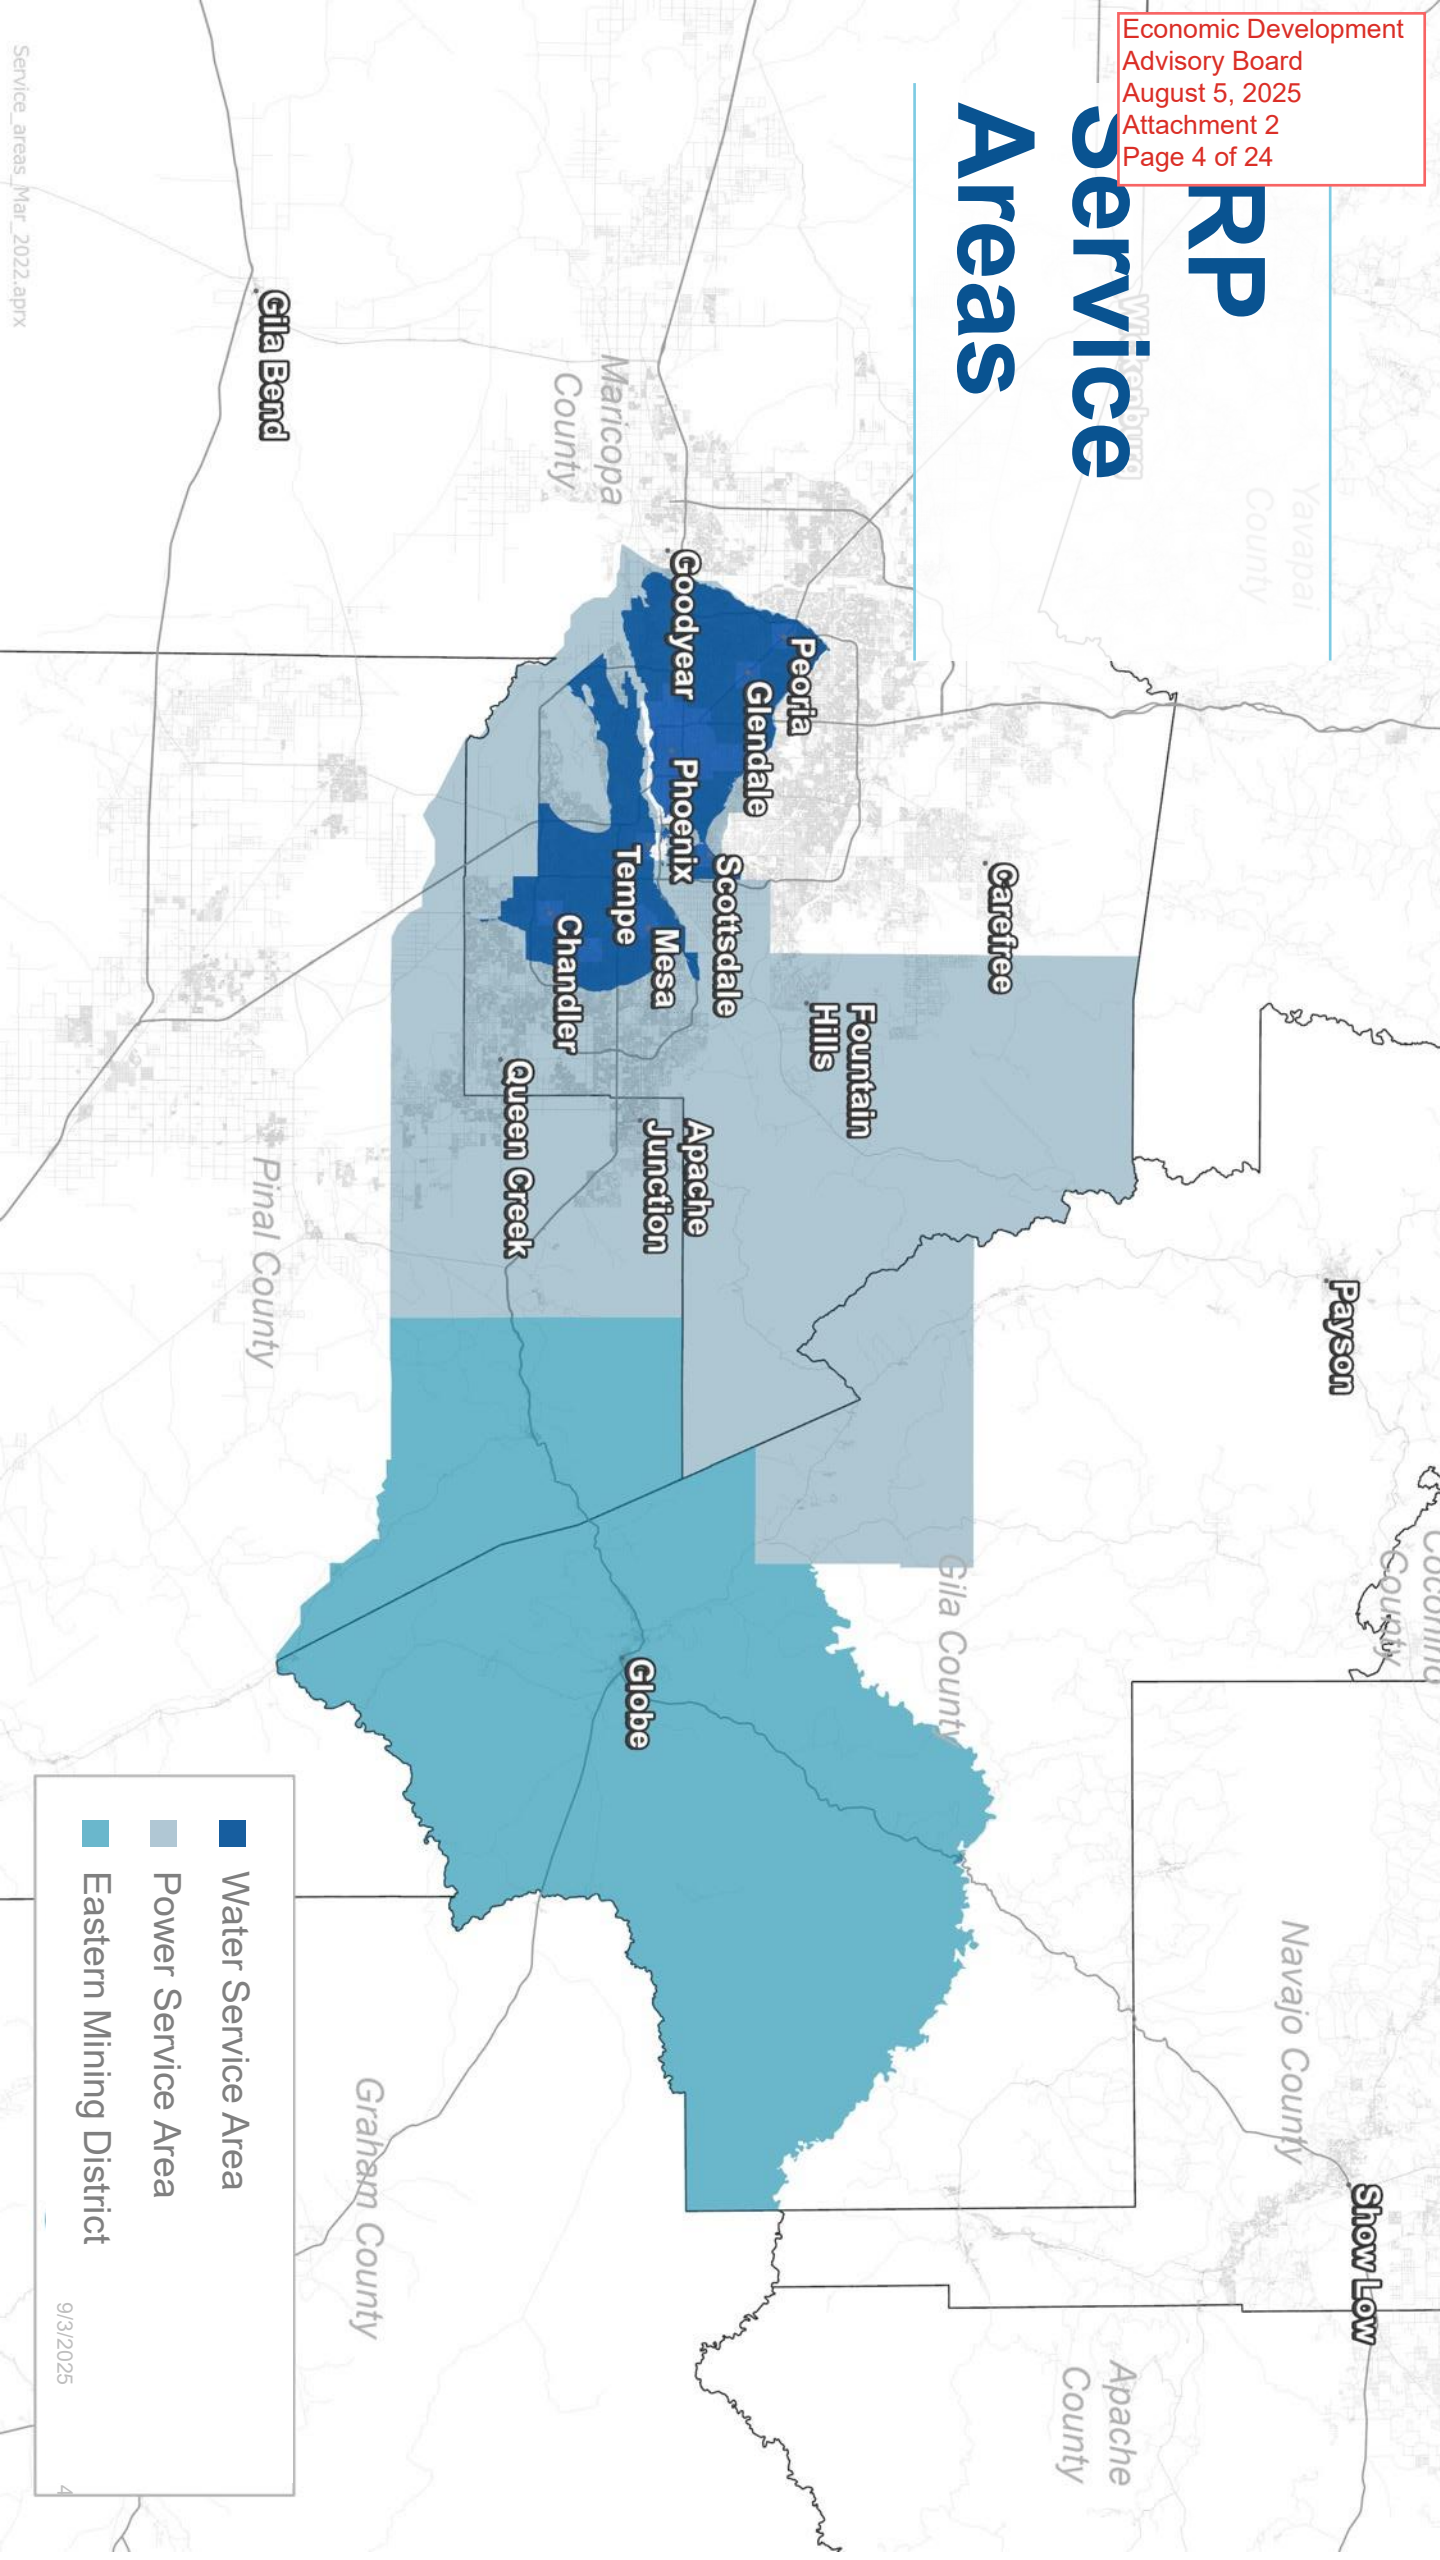 Economic Development
Advisory Board
August 5, 2025
Attachment 2
Page 4 of 24
RP
Service
Areas
Wickenburg
Yavapai
County
Carefree
Payson
Coconino
County
Show Low
Navajo County
Apache
County
Peoria
Glendale
Goodyear
Phoenix
Scottsdale
Fountain
Hills
Tempe
Mesa
Chandler
Apache
Junction
Queen Creek
Gila County
Globe
Maricopa
County
Gila Bend
Pinal County
Graham County
Water Service Area
Power Service Area
Eastern Mining District
9/3/2025
4
Service_areas_Mar_2022.aprx